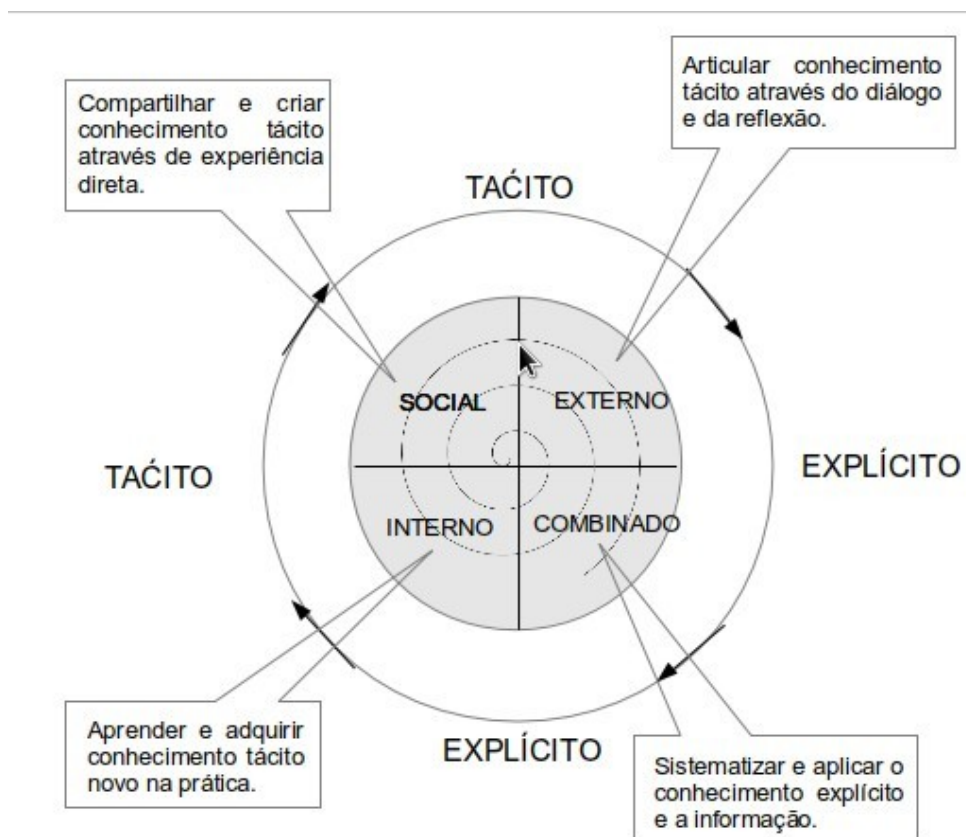 Articular conhecimento
tácito através do diálogo
e da reflexão.
Compartilhar e criar
conhecimento tácito
através de experiência
direta.
TAĆITO
SOCIAL
EXTERNO
TAĆITO
EXPLÍCITO
INTERNO
COMBINADO
Aprender e adquirir
conhecimento tácito
novo na prática.
EXPLÍCITO
Sistematizar e aplicar o
conhecimento explícito
e a informação.